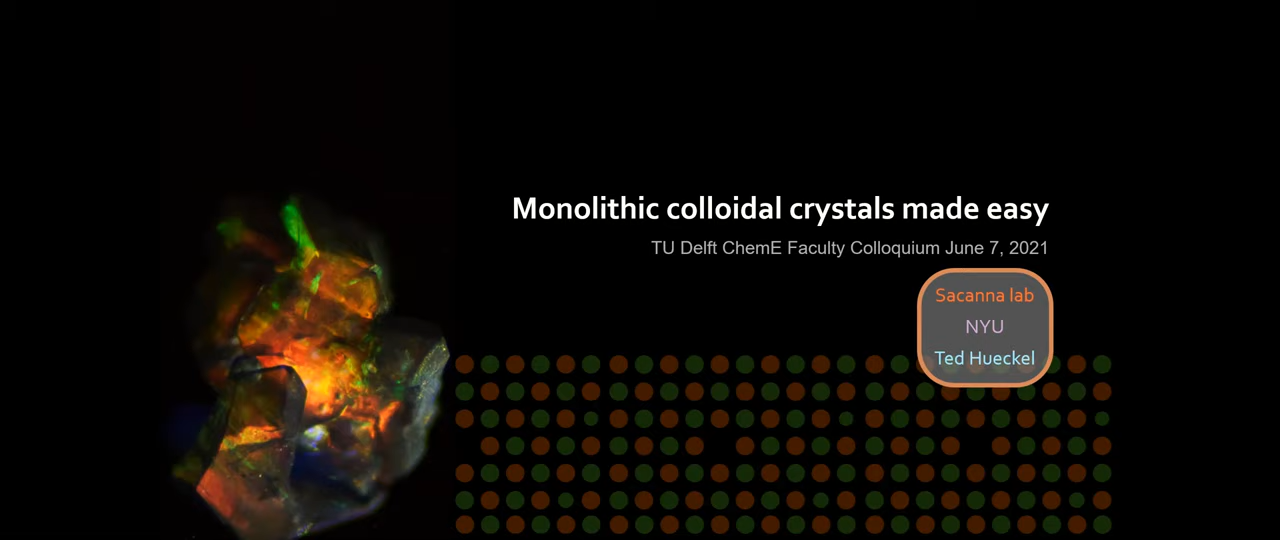 Monolithic colloidal crystals made easy
TU Delft ChemE Faculty Colloquium June 7, 2021
Sacanna lab
NYU
Ted Hueckel